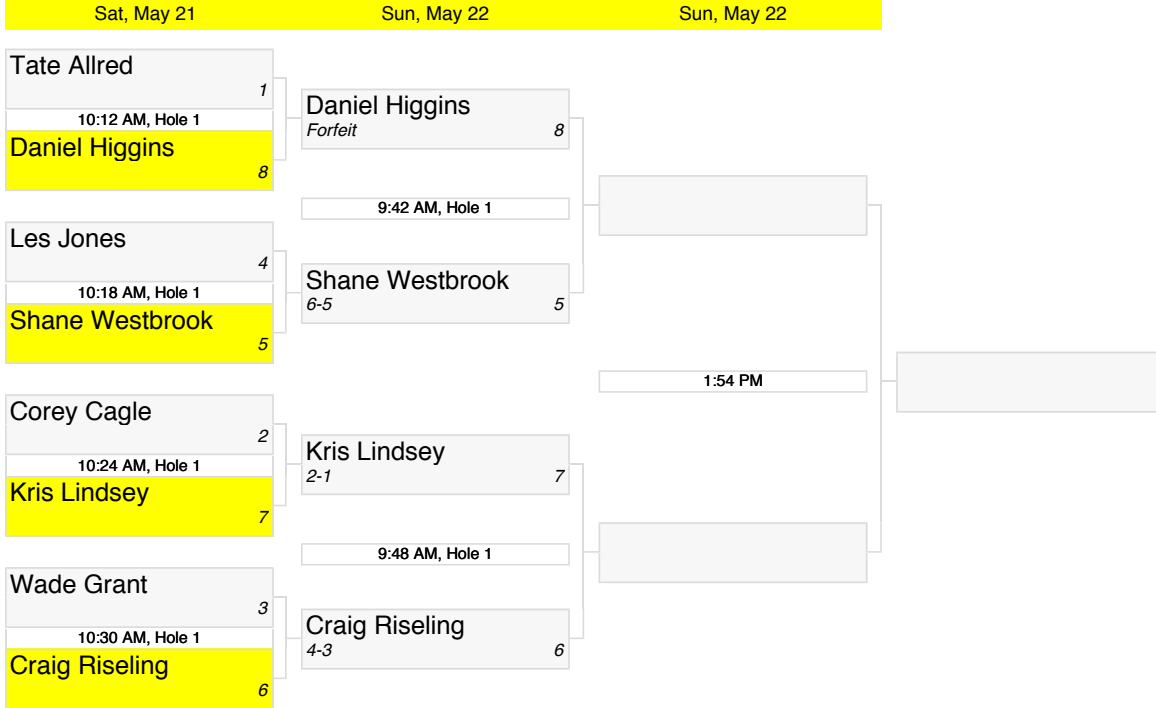 Sat, May 21
Sun, May 22
Sun, May 22
Tate Allred
1
10:12 AM, Hole 1
Daniel Higgins
8
Les Jones
4
10:18 AM, Hole 1
Shane Westbrook
5
Corey Cagle
2
10:24 AM, Hole 1
Kris Lindsey
7
Wade Grant
3
10:30 AM, Hole 1
Craig Riseling
6
Daniel Higgins
Forfeit 8
9:42 AM, Hole 1
Shane Westbrook
6-5 5
Kris Lindsey
2-1 7
9:48 AM, Hole 1
Craig Riseling
4-3 6
1:54 PM